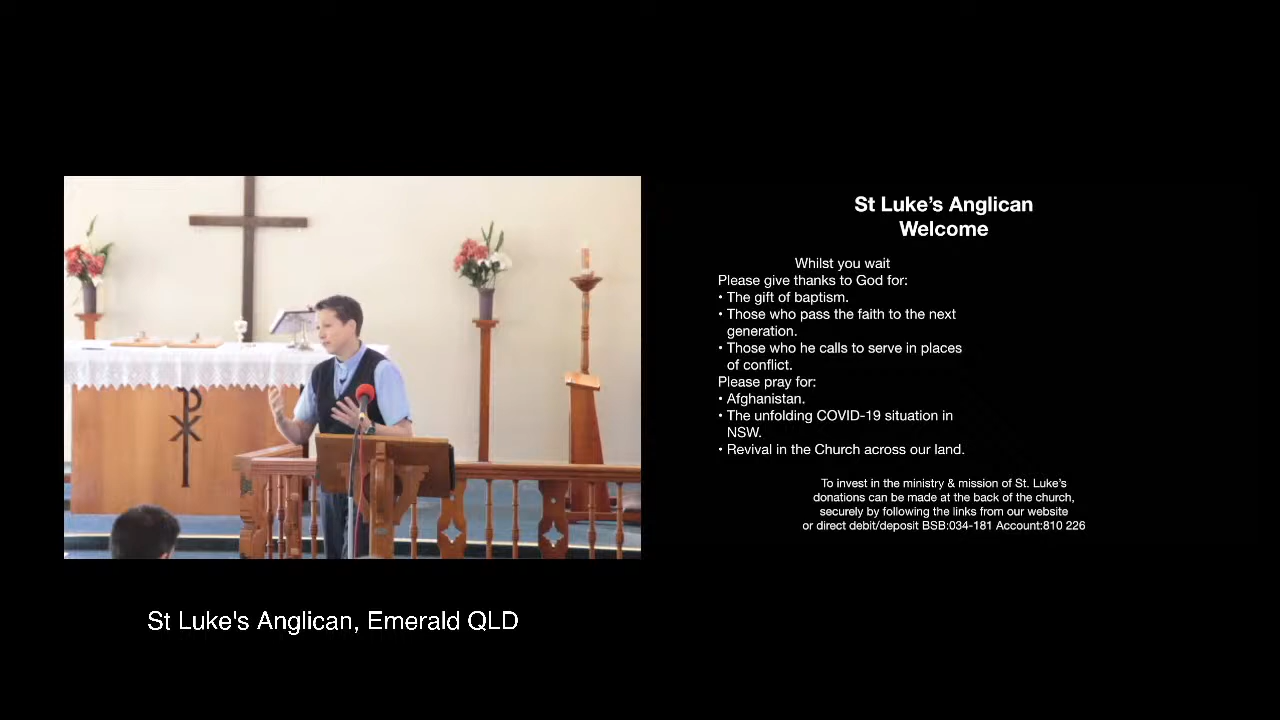 St Luke’s Anglican
Welcome
Whilst you wait
Please give thanks to God for:
• The gift of baptism.
• Those who pass the faith to the next
generation.
• Those who he calls to serve in places
of conflict.
Please pray for:
• Afghanistan.
• The unfolding COVID-19 situation in
NSW.
• Revival in the Church across our land.
To invest in the ministry & mission of St. Luke’s
donations can be made at the back of the church,
securely by following the links from our website
or direct debit/deposit BSB:034-181 Account:810 226
St Luke's Anglican, Emerald QLD